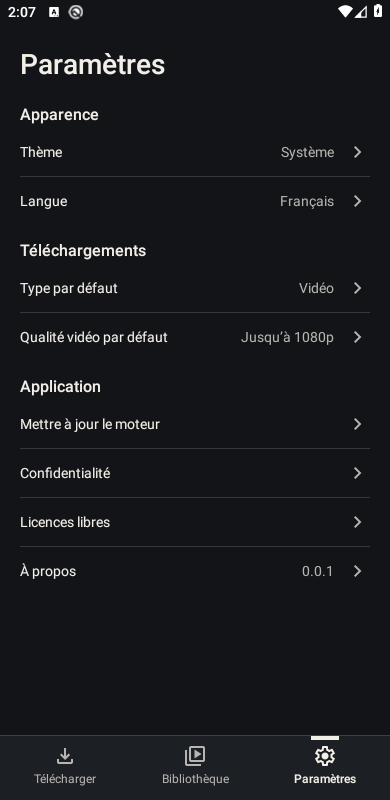 2:07
Paramètres
Apparence
Thème Système
Langue Français
Téléchargements
Type par défaut Vidéo
Qualité vidéo par défaut Jusqu’à 1080p
Application
Mettre à jour le moteur
Confidentialité
Licences libres
À propos 0.0.1
Télécharger Bibliothèque Paramètres